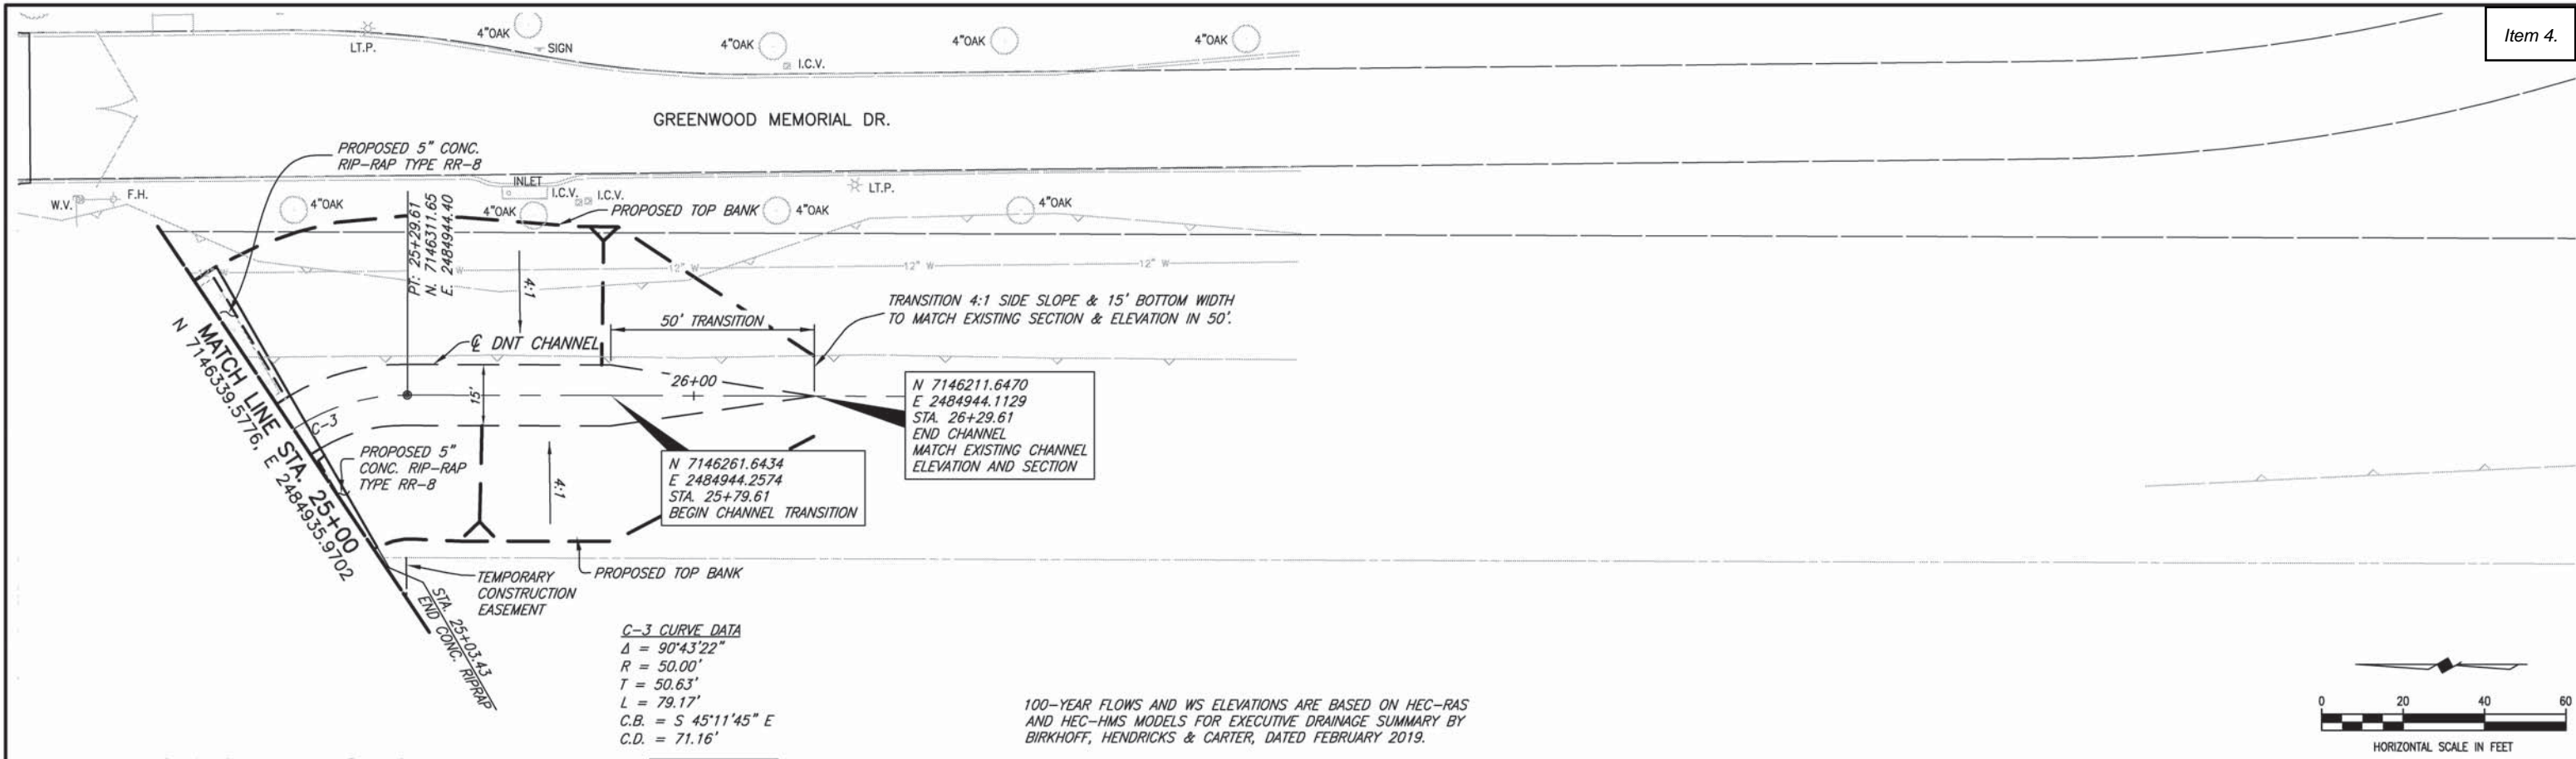 Item 4.
4"OAK
SIGN
LT.P.
4"OAK
I.C.V.
4"OAK
4"OAK
GREENWOOD MEMORIAL DR.
PROPOSED 5" CONC.
RIP-RAP TYPE RR-8
INLET
I.C.V.
I.C.V.
LT.P.
W.V.
F.H.
4"OAK
4"OAK
PROPOSED TOP BANK
4"OAK
4"OAK
PT: 25+29.61
N. 7146311.65
E. 2484944.40
W
W
12" W
12" W
12" W
4:1
50' TRANSITION
TRANSITION 4:1 SIDE SLOPE & 15' BOTTOM WIDTH
TO MATCH EXISTING SECTION & ELEVATION IN 50'.
℄ DNT CHANNEL
26+00
15'
C-3
N 7146211.6470
E 2484944.1129
STA. 26+29.61
END CHANNEL
MATCH EXISTING CHANNEL
ELEVATION AND SECTION
MATCH LINE STA. 25+00
N 7146339.5776, E 2484935.9702
PROPOSED 5"
CONC. RIP-RAP
TYPE RR-8
N 7146261.6434
E 2484944.2574
STA. 25+79.61
BEGIN CHANNEL TRANSITION
4:1
TEMPORARY
CONSTRUCTION
EASEMENT
PROPOSED TOP BANK
STA. 25+03.43
END CONC. RIPRAP
C-3 CURVE DATA
Δ = 90°43'22"
R = 50.00'
T = 50.63'
L = 79.17'
C.B. = S 45°11'45" E
C.D. = 71.16'
100-YEAR FLOWS AND WS ELEVATIONS ARE BASED ON HEC-RAS
AND HEC-HMS MODELS FOR EXECUTIVE DRAINAGE SUMMARY BY
BIRKHOFF, HENDRICKS & CARTER, DATED FEBRUARY 2019.
0 20 40 60
HORIZONTAL SCALE IN FEET